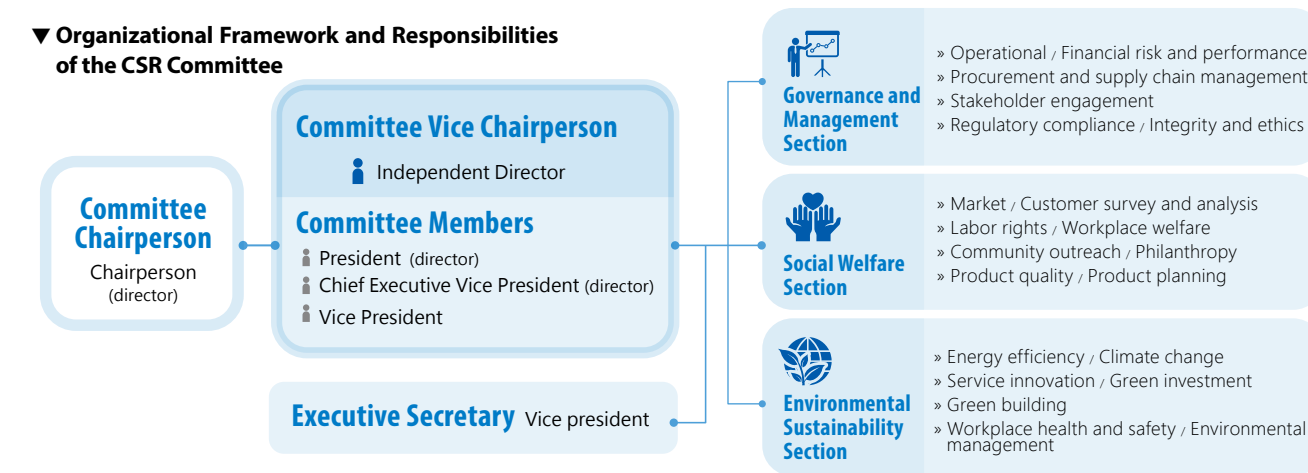 ▼ Organizational Framework and Responsibilities
of the CSR Committee
Committee
Chairperson
Chairperson
(director)
Committee Vice Chairperson
Independent Director
Committee Members
President (director)
Chief Executive Vice President (director)
Vice President
Executive Secretary Vice president
Governance and
Management
Section
» Operational / Financial risk and performance
» Procurement and supply chain management
» Stakeholder engagement
» Regulatory compliance / Integrity and ethics
Social Welfare
Section
» Market / Customer survey and analysis
» Labor rights / Workplace welfare
» Community outreach / Philanthropy
» Product quality / Product planning
Environmental
Sustainability
Section
» Energy efficiency / Climate change
» Service innovation / Green investment
» Green building
» Workplace health and safety / Environmental
management